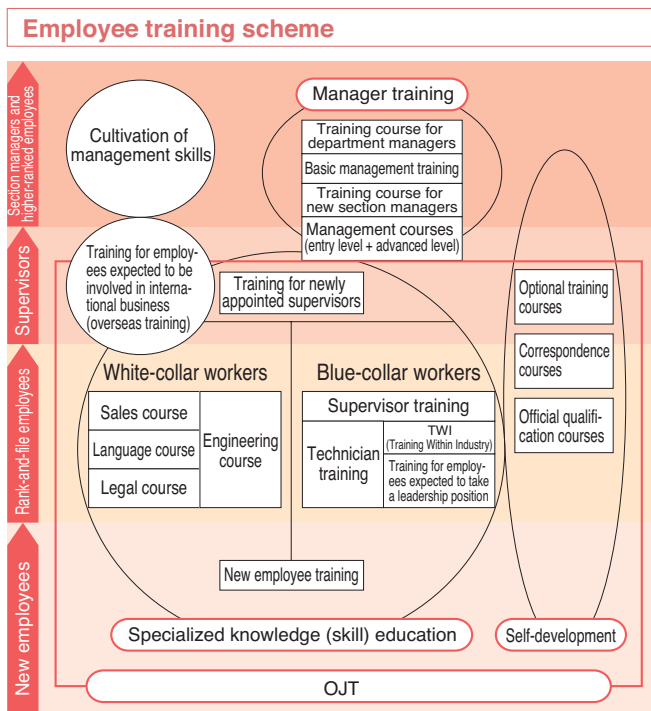 Employee training scheme
Section managers and
higher-ranked employees
Cultivation of
management skills
Manager training
Training course for
department managers
Basic management training
Training course for
new section managers
Management courses
(entry level + advanced level)
Supervisors
Training for employ-
ees expected to be
involved in interna-
tional business
(overseas training)
Training for newly
appointed supervisors
Optional training
courses
Correspondence
courses
Official qualifi-
cation courses
Rank-and-file employees
White-collar workers
Sales course
Language course
Legal course
Engineering
course
Blue-collar workers
Supervisor training
Technician
training
TWI
(Training Within Industry)
Training for employ-
ees expected to take
a leadership position
New employees
New employee training
Specialized knowledge (skill) education
Self-development
OJT